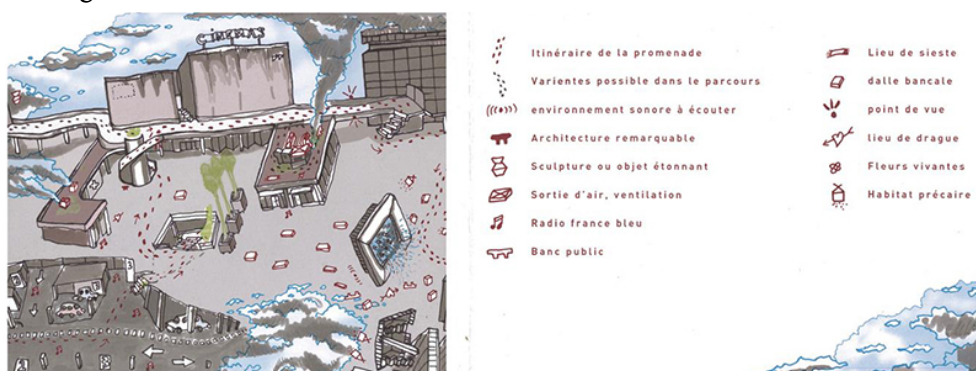 CINEMAS
Itinéraire de la promenade
Varientes possible dans le parcours
environnement sonore à écouter
Architecture remarquable
Sculpture ou objet étonnant
Sortie d'air, ventilation
Radio france bleu
Banc public
Lieu de sieste
dalle bancale
point de vue
lieu de drague
Fleurs vivantes
Habitat précaire